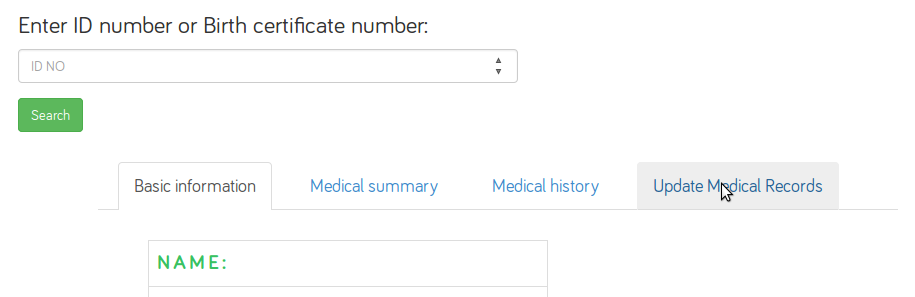 Enter ID number or Birth certificate number:
ID NO
Search
Basic information Medical summary Medical history Update Medical Records
NAME: